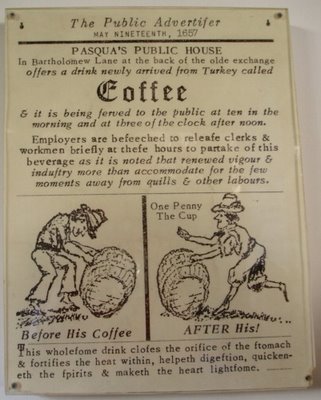 The Public Advertifer
MAY NINETEENTH, 1657
PASQUA'S PUBLIC HOUSE
In Bartholomew Lane at the back of the olde exchange
offers a drink newly arrived from Turkey called
Coffee
& it is being ferved to the public at ten in the
morning and at three of the clock after noon.
Employers are befeeched to releafe clerks &
workmen briefly at thefe hours to partake of this
beverage as it is noted that renewed vigour &
induftry more than accommodate for the few
moments away from quills & other labours.
One Penny
The Cup
Before His Coffee
AFTER His!
This wholefome drink clofes the orifice of the ftomach
& fortifies the heat within, helpeth digeftion, quicken-
eth the fpirits & maketh the heart lightfome.